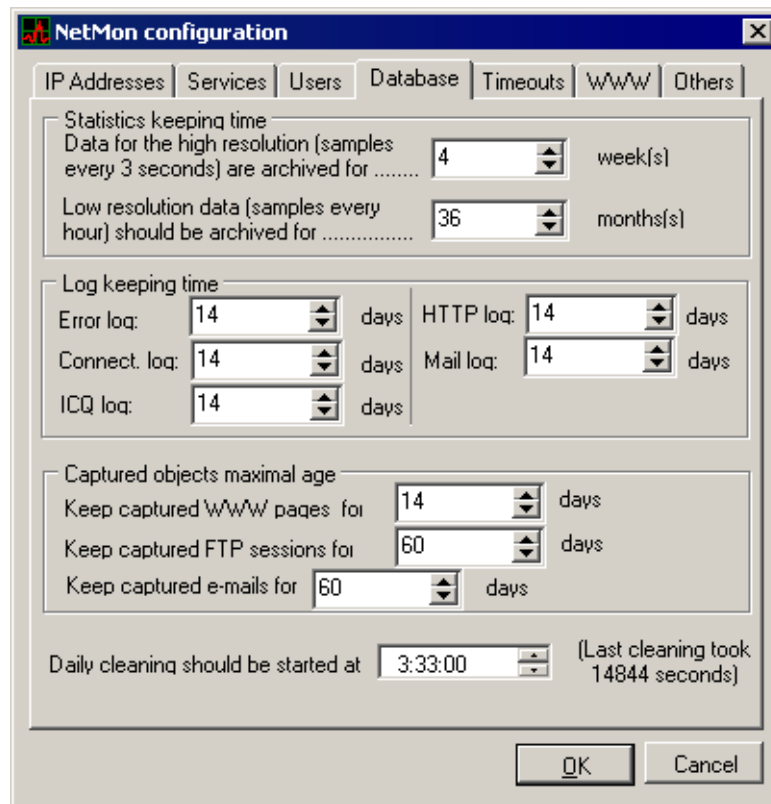 NetMon configuration
IP Addresses Services Users Database Timeouts WWW Others
Statistics keeping time
Data for the high resolution (samples
every 3 seconds) are archived for ........ 4 week(s)
Low resolution data (samples every
hour) should be archived for ................ 36 months(s)
Log keeping time
Error log: 14 days HTTP log: 14 days
Connect. log: 14 days Mail log: 14 days
ICQ log: 14 days
Captured objects maximal age
Keep captured WWW pages for 14 days
Keep captured FTP sessions for 60 days
Keep captured e-mails for 60 days
Daily cleaning should be started at 3:33:00 (Last cleaning took
14844 seconds)
OK Cancel